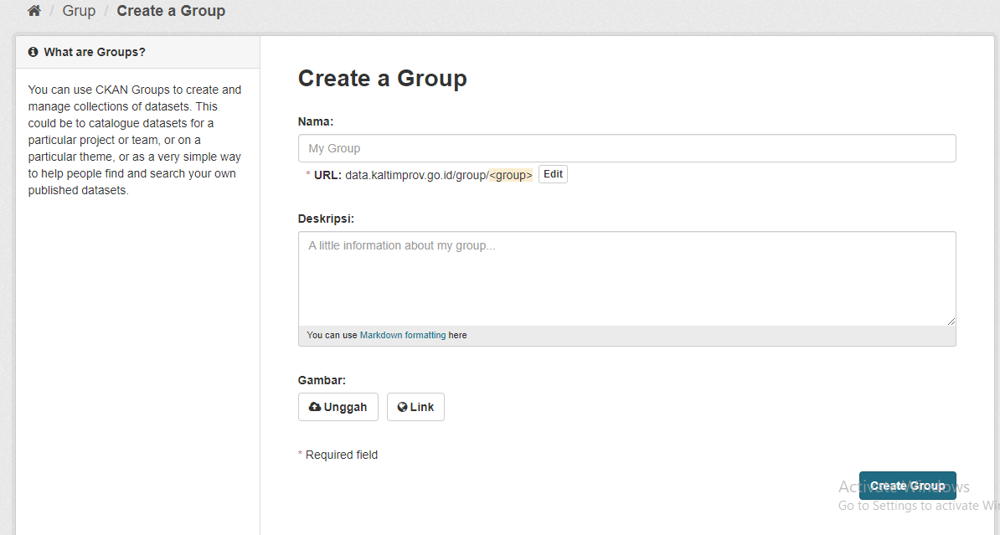 / Grup / Create a Group
What are Groups?
You can use CKAN Groups to create and
manage collections of datasets. This
could be to catalogue datasets for a
particular project or team, or on a
particular theme, or as a very simple way
to help people find and search your own
published datasets.
Create a Group
Nama:
My Group
* URL: data.kaltimprov.go.id/group/<group> Edit
Deskripsi:
A little information about my group...
You can use Markdown formatting here
Gambar:
Unggah Link
* Required field
Create Group
Activate Windows
Go to Settings to activate Wi